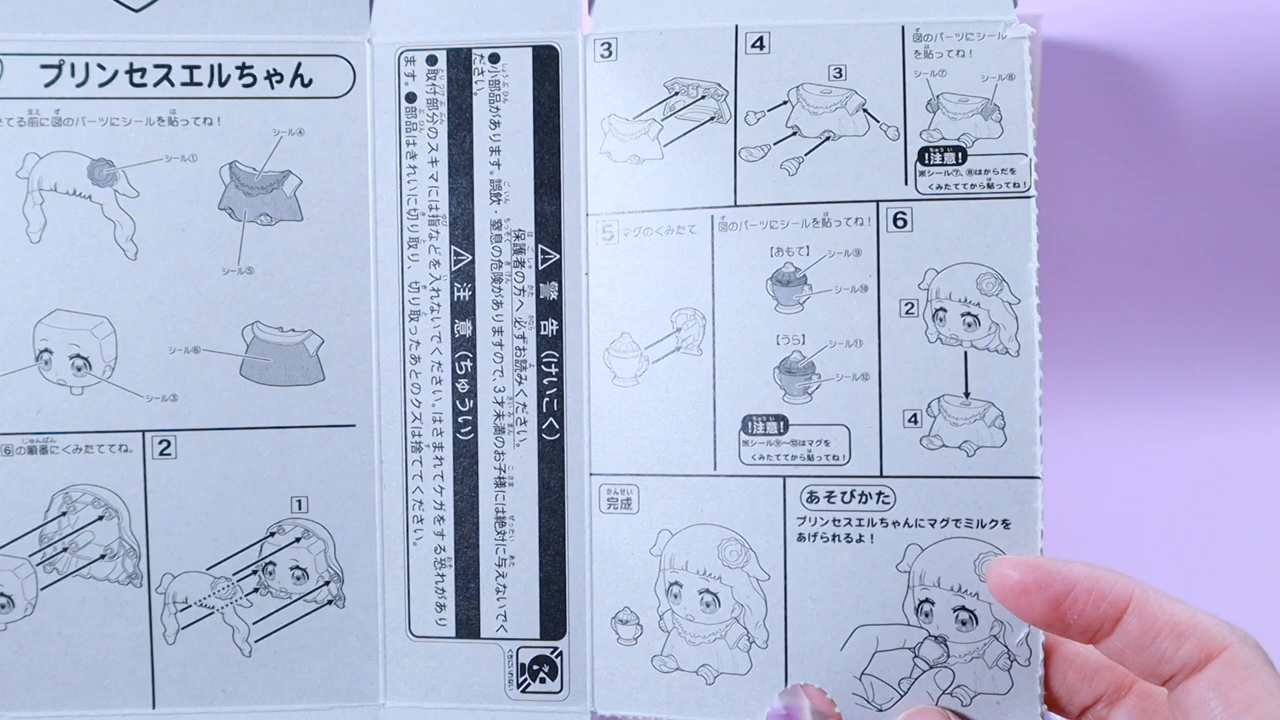 プリンセスエルちゃん
てる前に図のパーツにシールを貼ってね！
シール①
シール④
シール⑤
シール③
シール⑥
6の順番にくみたててね。
2
1
⚠警告（けいこく）
保護者の方へ 必ずお読みください。
●小部品があります。誤飲・窒息の危険がありますので、3才未満のお子様には絶対に与えないでく
ださい。
⚠注意（ちゅうい）
●取付部分のスキマには指などを入れないでください。はさまれてケガをする恐れがあり
ます。●部品はきれいに切り取り、切り取ったあとのクズは捨ててください。
くちにいれない
3
4
3
図のパーツにシール
を貼ってね！
シール⑦
シール⑧
!注意!
※シール⑦、⑧はからだを
くみたててから貼ってね！
5 マグのくみたて
図のパーツにシールを貼ってね！
【おもて】
シール⑨
シール⑩
【うら】
シール⑪
シール⑫
!注意!
※シール⑨〜⑫はマグを
くみたててから貼ってね！
6
2
4
完成
あそびかた
プリンセスエルちゃんにマグでミルクを
あげられるよ！